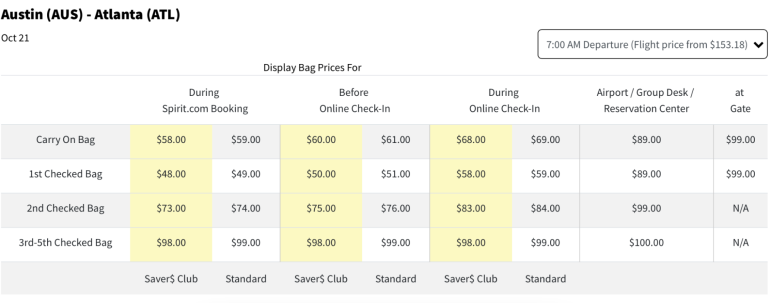 Austin (AUS) - Atlanta (ATL)
Oct 21
7:00 AM Departure (Flight price from $153.18)
Display Bag Prices For
During Spirit.com Booking Before Online Check-In During Online Check-In Airport / Group Desk / Reservation Center at Gate
Carry On Bag $58.00 $59.00 $60.00 $61.00 $68.00 $69.00 $89.00 $99.00
1st Checked Bag $48.00 $49.00 $50.00 $51.00 $58.00 $59.00 $89.00 $99.00
2nd Checked Bag $73.00 $74.00 $75.00 $76.00 $83.00 $84.00 $99.00 N/A
3rd-5th Checked Bag $98.00 $99.00 $98.00 $99.00 $98.00 $99.00 $100.00 N/A
Saver$ Club Standard Saver$ Club Standard Saver$ Club Standard